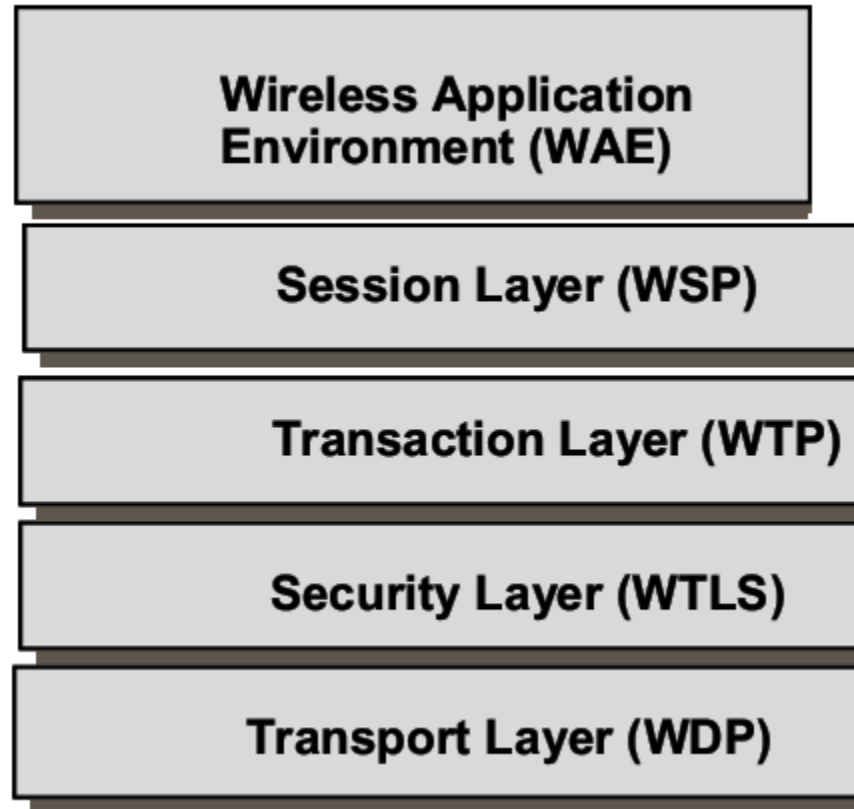 Wireless Application
Environment (WAE)
Session Layer (WSP)
Transaction Layer (WTP)
Security Layer (WTLS)
Transport Layer (WDP)